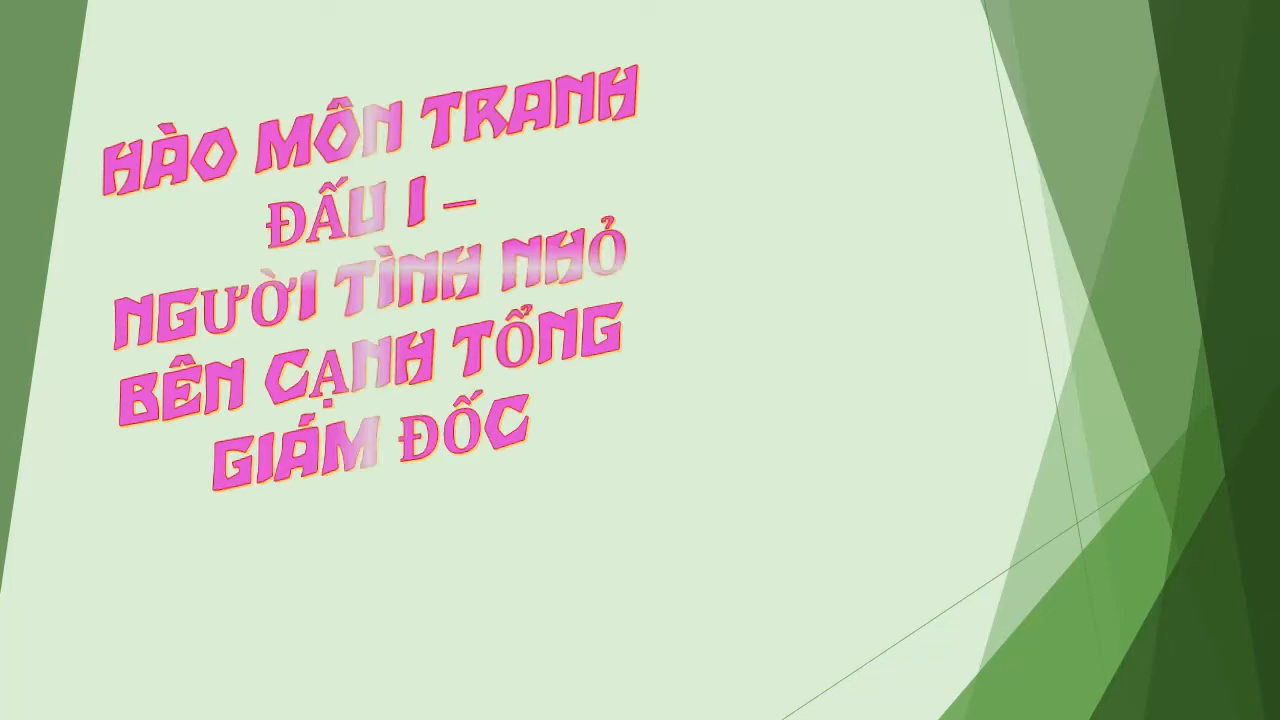 HÀO MÔN TRANH
ĐẤU I –
NGƯỜI TÌNH NHỎ
BÊN CẠNH TỔNG
GIÁM ĐỐC